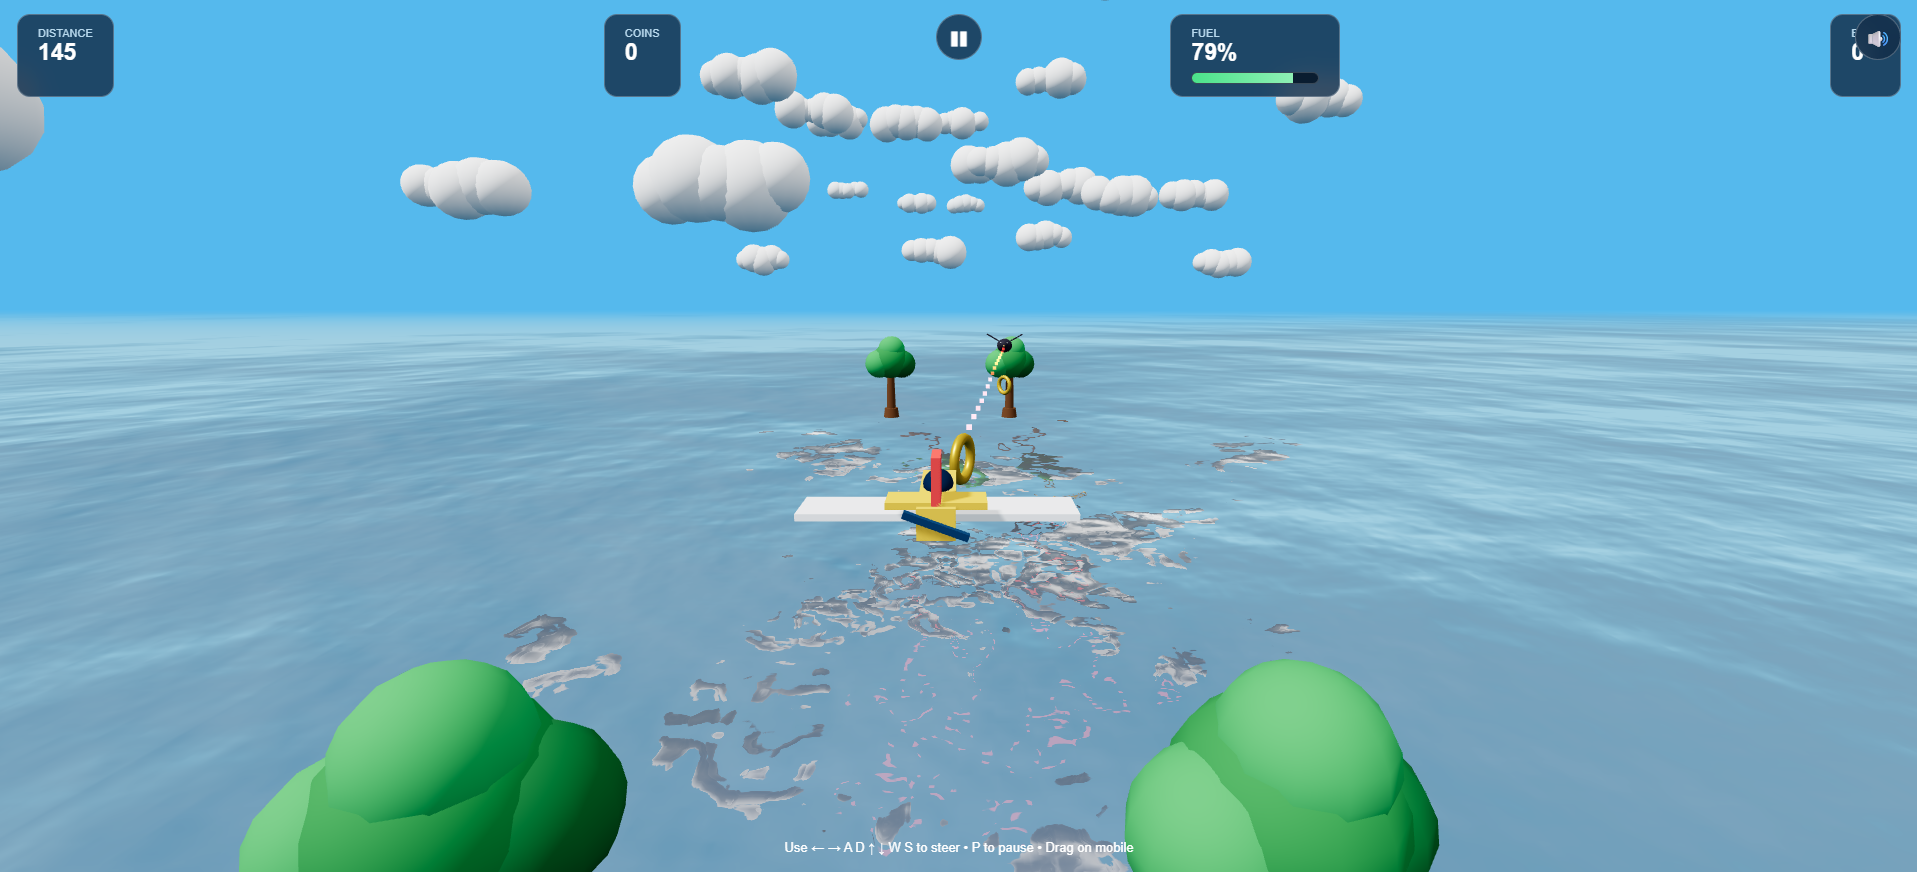 DISTANCE
145
COINS
0
FUEL
79%
Use ← → A D ↑ ↓ W S to steer • P to pause • Drag on mobile